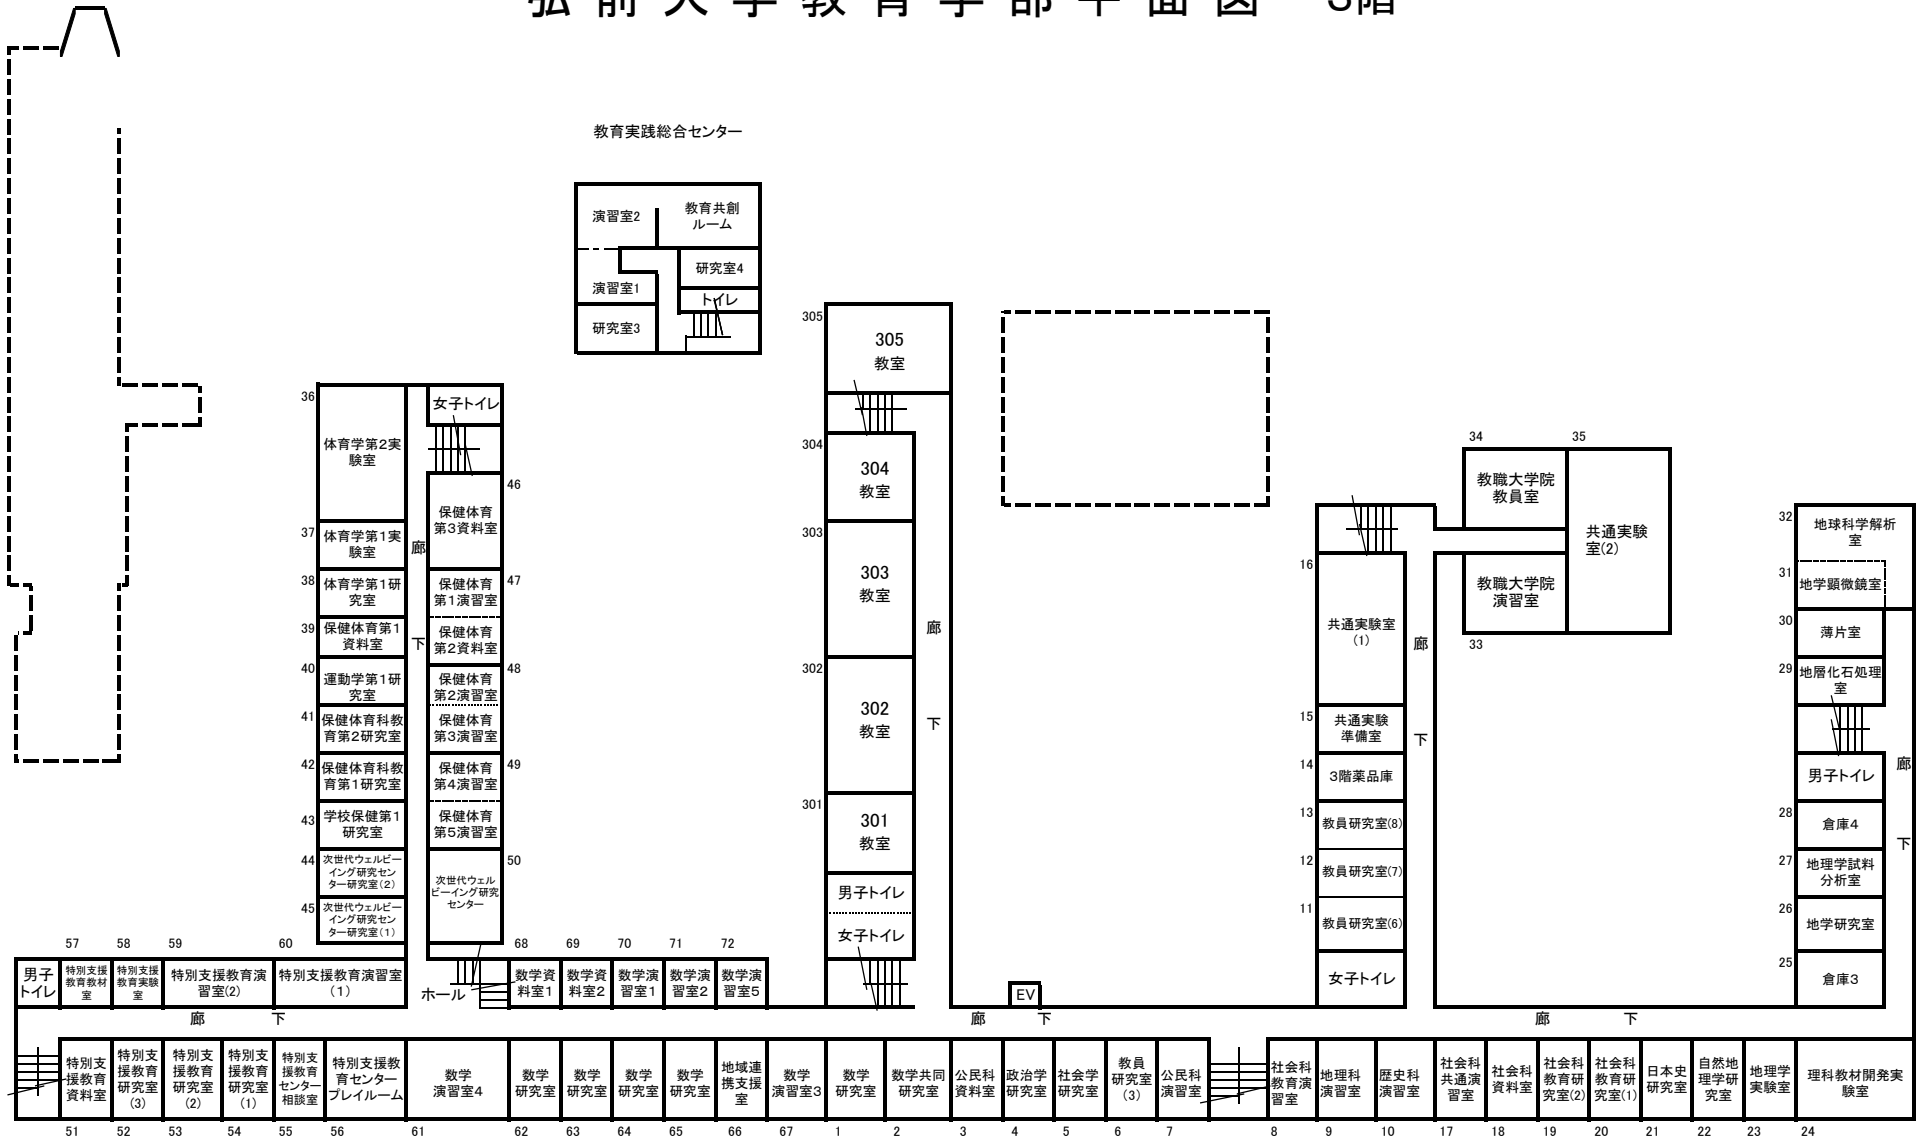 弘前大学教育学部平面図 3階
教育実践総合センター
演習室2
教育共創
ルーム
研究室4
演習室1
トイレ
研究室3
305
305
教室
304
304
教室
303
303
教室
302
302
教室
301
301
教室
男子トイレ
女子トイレ
廊
下
36
体育学第2実
験室
37
体育学第1実
験室
38
体育学第1研
究室
39
保健体育第1
資料室
40
運動学第1研
究室
41
保健体育科教
育第2研究室
42
保健体育科教
育第1研究室
43
学校保健第1
研究室
44
次世代ウェルビー
イング研究セン
ター研究室(2)
45
次世代ウェルビー
イング研究セン
ター研究室(1)
廊
下
女子トイレ
46
保健体育
第3資料室
47
保健体育
第1演習室
保健体育
第2資料室
48
保健体育
第2演習室
保健体育
第3演習室
49
保健体育
第4演習室
保健体育
第5演習室
50
次世代ウェル
ビーイング研究
センター
34
教職大学院
教員室
35
共通実験
室(2)
教職大学院
演習室
33
16
共通実験室
(1)
15
共通実験
準備室
14
3階薬品庫
13
教員研究室(8)
12
教員研究室(7)
11
教員研究室(6)
女子トイレ
廊
下
32
地球科学解析
室
31
地学顕微鏡室
30
薄片室
29
地層化石処理
室
男子トイレ
28
倉庫4
27
地理学試料
分析室
26
地学研究室
25
倉庫3
廊
下
男子
トイレ
57
特別支援
教育教材
室
58
特別支援
教育実験
室
59
特別支援教育演
習室(2)
60
特別支援教育演習室
(1)
ホール
68
数学資
料室1
69
数学資
料室2
70
数学演
習室1
71
数学演
習室2
72
数学演
習室5
EV
廊 下
廊 下
廊 下
特別支
援教育
資料室
51
特別支
援教育
研究室
(3)
52
特別支
援教育
研究室
(2)
53
特別支
援教育
研究室
(1)
54
特別支
援教育
センター
相談室
55
特別支援教
育センター
プレイルーム
56
数学
演習室4
61
数学
研究室
62
数学
研究室
63
数学
研究室
64
数学
研究室
65
地域連
携支援
室
66
数学
演習室3
67
数学
研究室
1
数学共同
研究室
2
公民科
資料室
3
政治学
研究室
4
社会学
研究室
5
教員
研究室
(3)
6
公民科
演習室
7
社会科
教育演
習室
8
地理科
演習室
9
歴史科
演習室
10
社会科
共通演
習室
17
社会科
資料室
18
社会科
教育研
究室(2)
19
社会科
教育研
究室(1)
20
日本史
研究室
21
自然地
理学研
究室
22
地理学
実験室
23
理科教材開発実
験室
24